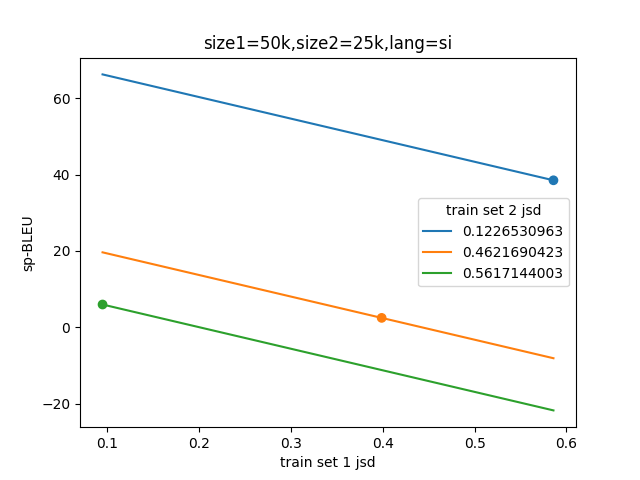 size1=50k,size2=25k,lang=si
sp-BLEU
60
40
20
0
−20
train set 2 jsd
0.1226530963
0.4621690423
0.5617144003
0.1 0.2 0.3 0.4 0.5 0.6
train set 1 jsd